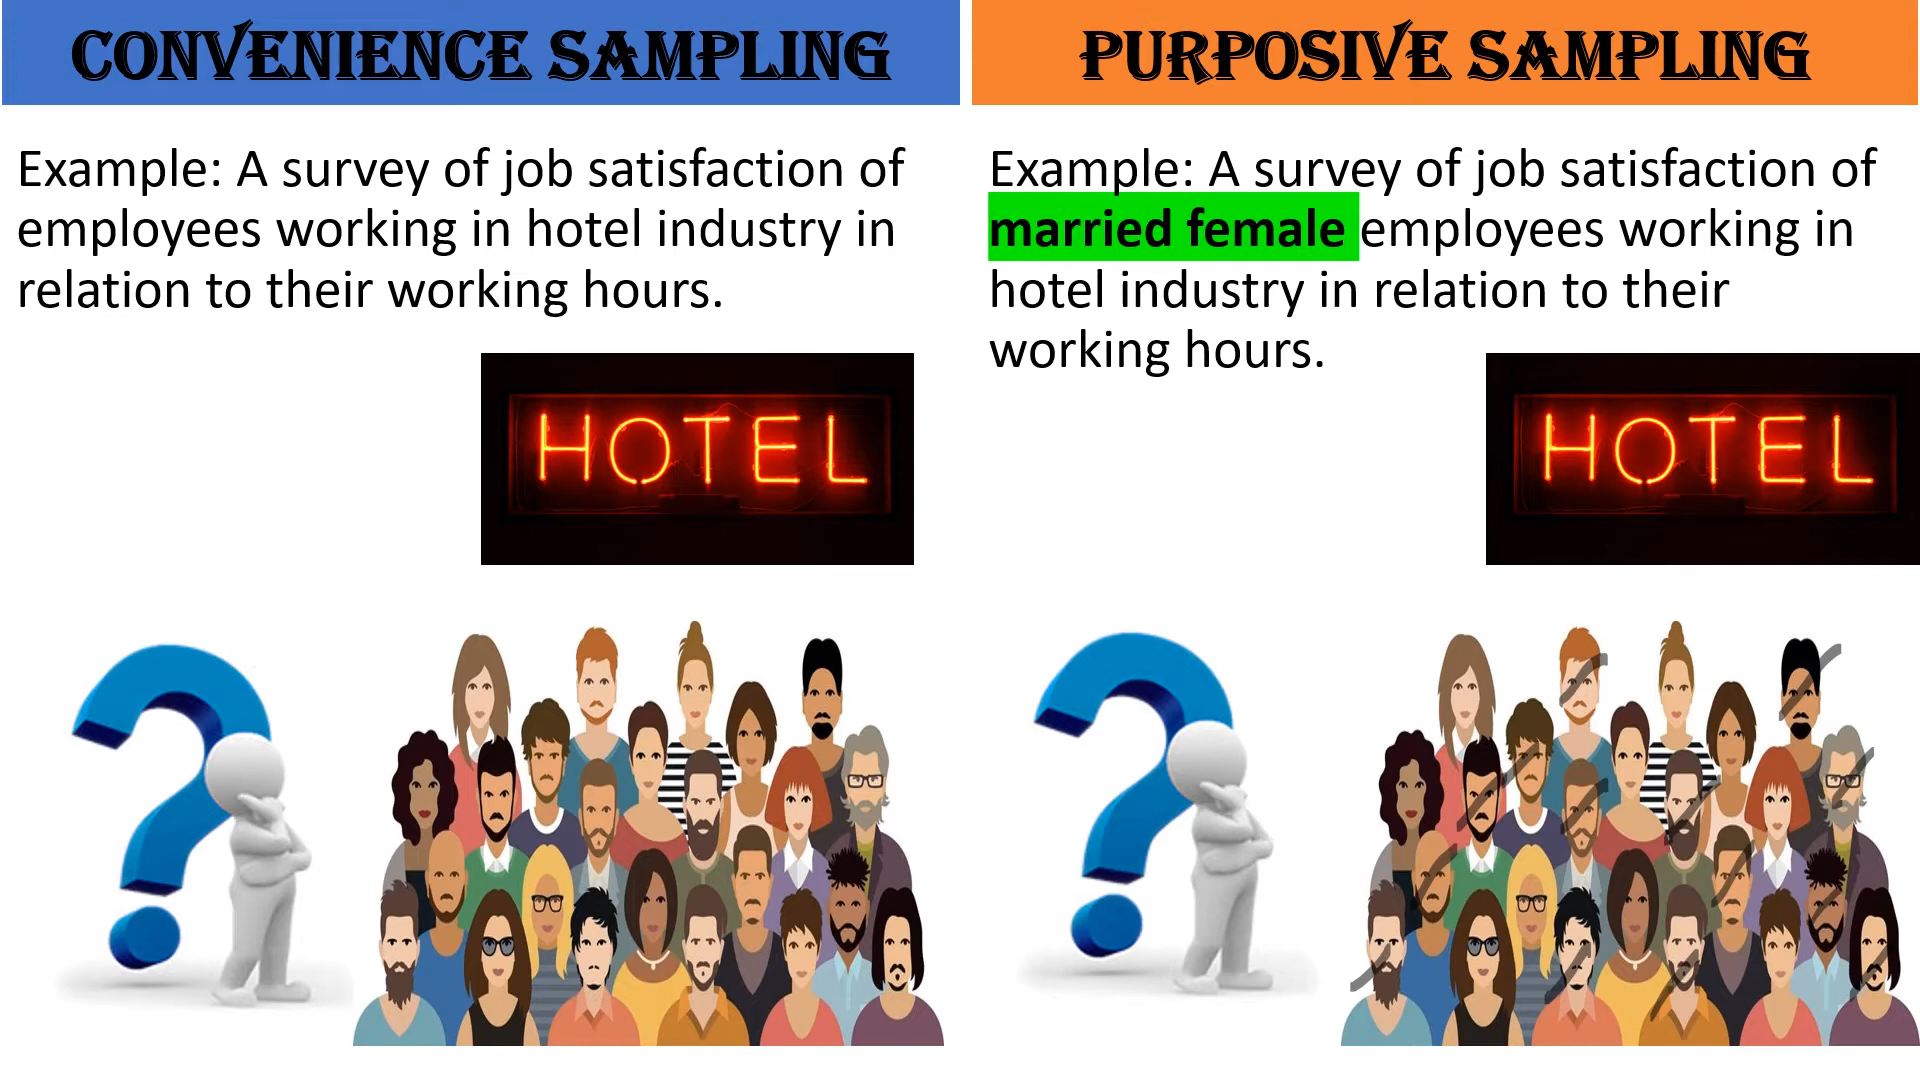 CONVENIENCE SAMPLING
Example: A survey of job satisfaction of
employees working in hotel industry in
relation to their working hours.
HOTEL
PURPOSIVE SAMPLING
Example: A survey of job satisfaction of
married female employees working in
hotel industry in relation to their
working hours.
HOTEL